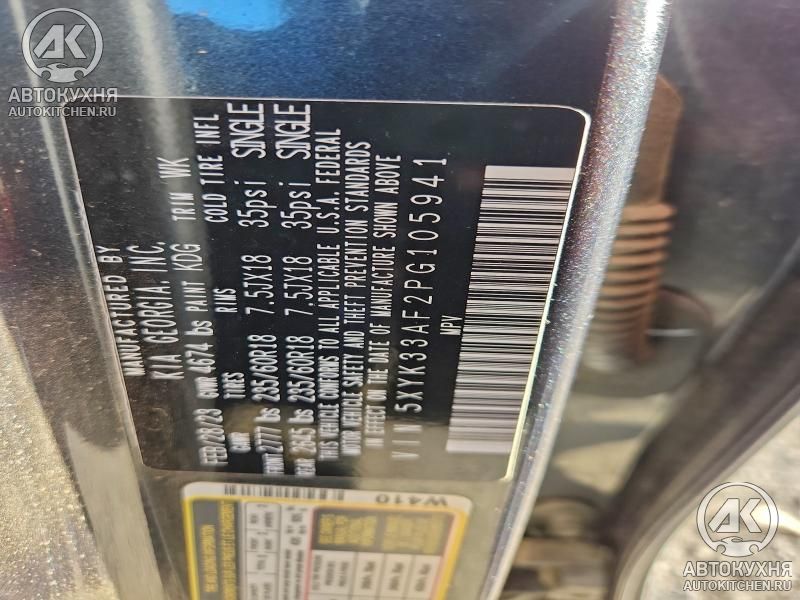 АК
АВТОКУХНЯ
AUTOKITCHEN.RU
MANUFACTURED BY
KIA GEORGIA, INC.
FEB/28/23 GVWR 4674 lbs PAINT KDG TRIM WK
GAWR TIRES RIMS COLD TIRE INFL
FRONT 2777 lbs 235/60R18 7.5JX18 35psi SINGLE
REAR 2645 lbs 235/60R18 7.5JX18 35psi SINGLE
THIS VEHICLE CONFORMS TO ALL APPLICABLE U.S.A. FEDERAL
MOTOR VEHICLE SAFETY AND THEFT PREVENTION STANDARDS
IN EFFECT ON THE DATE OF MANUFACTURE SHOWN ABOVE
VIN 5XYK33AF2PG105941
MPV
W410
АК
АВТОКУХНЯ
AUTOKITCHEN.RU